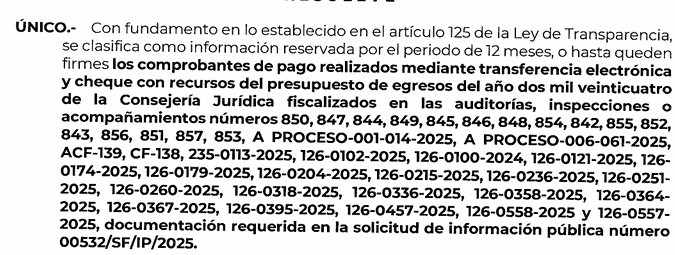 ÚNICO.- Con fundamento en lo establecido en el artículo 125 de la Ley de Transparencia,
se clasifica como información reservada por el periodo de 12 meses, o hasta queden
firmes los comprobantes de pago realizados mediante transferencia electrónica
y cheque con recursos del presupuesto de egresos del año dos mil veinticuatro
de la Consejería Jurídica fiscalizados en las auditorías, inspecciones o
acompañamientos números 850, 847, 844, 849, 845, 846, 848, 854, 842, 855, 852,
843, 856, 851, 857, 853, A PROCESO-001-014-2025, A PROCESO-006-061-2025,
ACF-139, CF-138, 235-0113-2025, 126-0102-2025, 126-0100-2024, 126-0121-2025, 126-
0174-2025, 126-0179-2025, 126-0204-2025, 126-0215-2025, 126-0236-2025, 126-0251-
2025, 126-0260-2025, 126-0318-2025, 126-0336-2025, 126-0358-2025, 126-0364-
2025, 126-0367-2025, 126-0395-2025, 126-0457-2025, 126-0558-2025 y 126-0557-
2025, documentación requerida en la solicitud de información pública número
00532/SF/IP/2025.